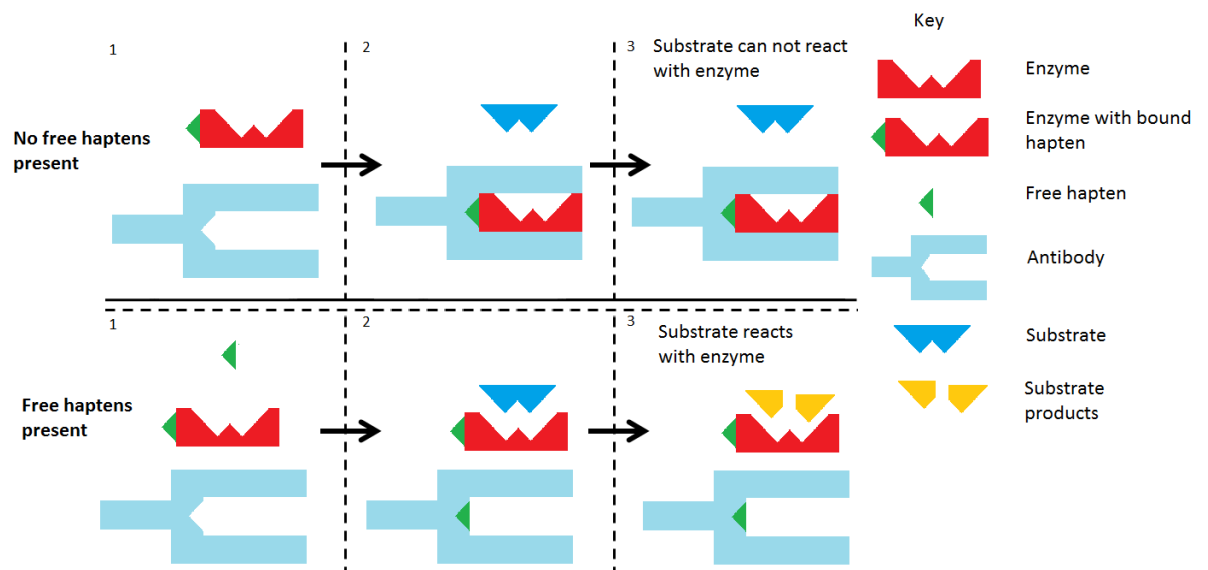 Key
1
2
3
Substrate can not react
with enzyme
Enzyme
Enzyme with bound
hapten
No free haptens
present
Free hapten
Antibody
1
2
3
Substrate reacts
with enzyme
Substrate
Substrate
products
Free haptens
present